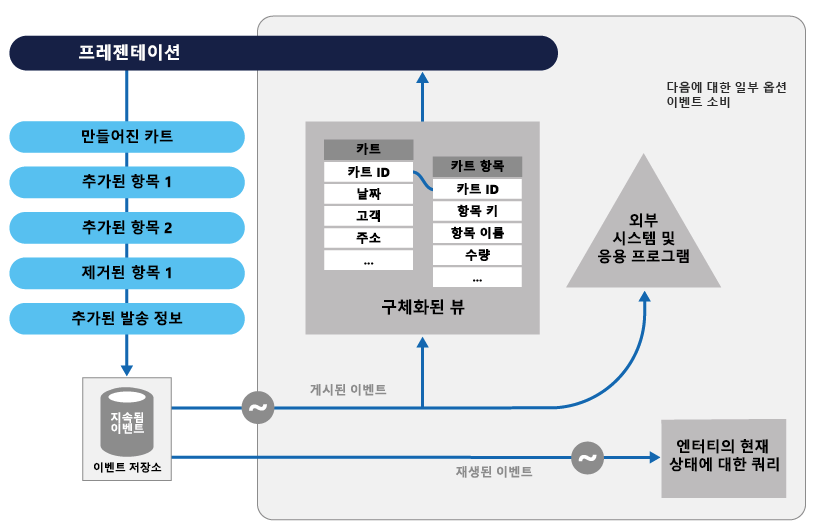 프레젠테이션
다음에 대한 일부 옵션
이벤트 소비
만들어진 카트
추가된 항목 1
추가된 항목 2
제거된 항목 1
추가된 발송 정보
카트
카트 ID
날짜
고객
주소
...
카트 항목
카트 ID
항목 키
항목 이름
수량
...
구체화된 뷰
외부
시스템 및
응용 프로그램
지속됨
이벤트
이벤트 저장소
게시된 이벤트
재생된 이벤트
엔터티의 현재
상태에 대한 쿼리